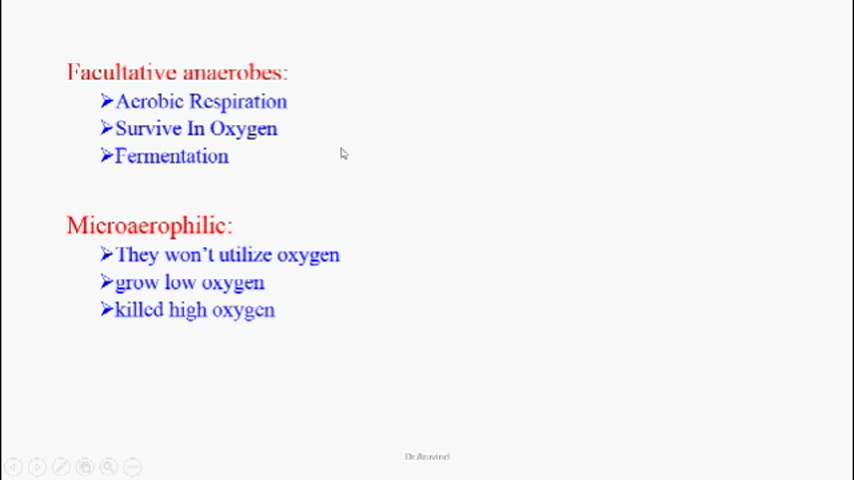 Facultative anaerobes:
➢Aerobic Respiration
➢Survive In Oxygen
➢Fermentation
Microaerophilic:
➢They won't utilize oxygen
➢grow low oxygen
➢killed high oxygen
Dr.Aravind